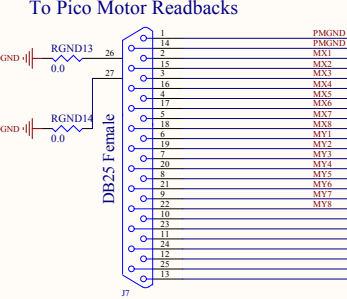 To Pico Motor Readbacks
1 PMGND
14 PMGND
RGND13 2 MX1
GND 26 15 MX2
0.0 27 3 MX3
16 MX4
4 MX5
17 MX6
5 MX7
RGND14 18 MX8
GND 6 MY1
0.0 19 MY2
7 MY3
20 MY4
8 MY5
21 MY6
9 MY7
22 MY8
10
23
11
24
12
25
13
DB25 Female
J7